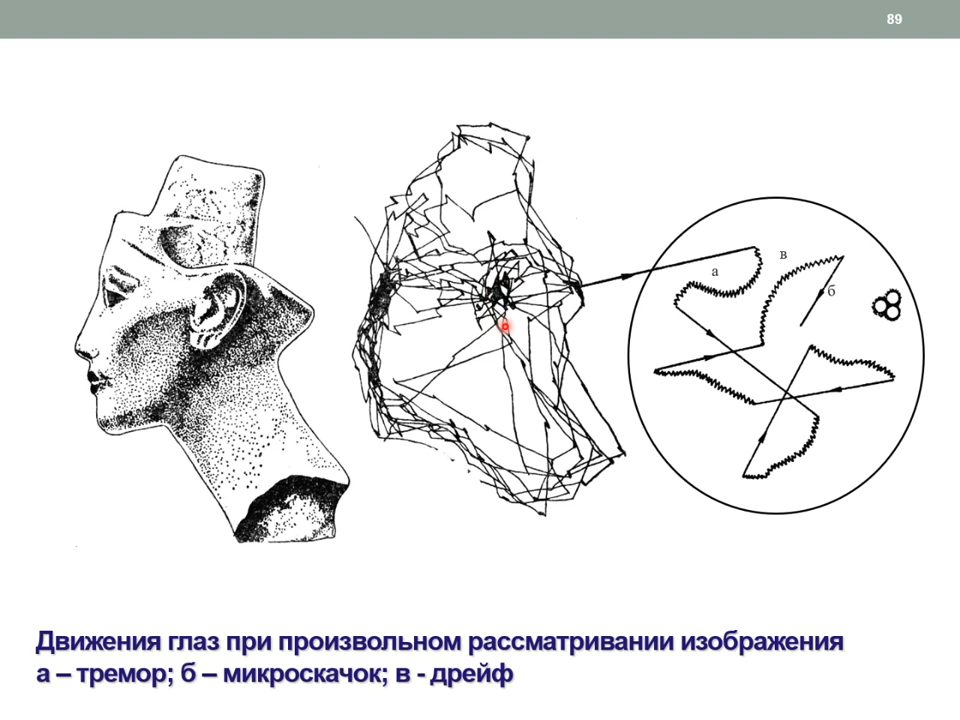 89
а
в
б
Движения глаз при произвольном рассматривании изображения
а – тремор; б – микроскачок; в - дрейф